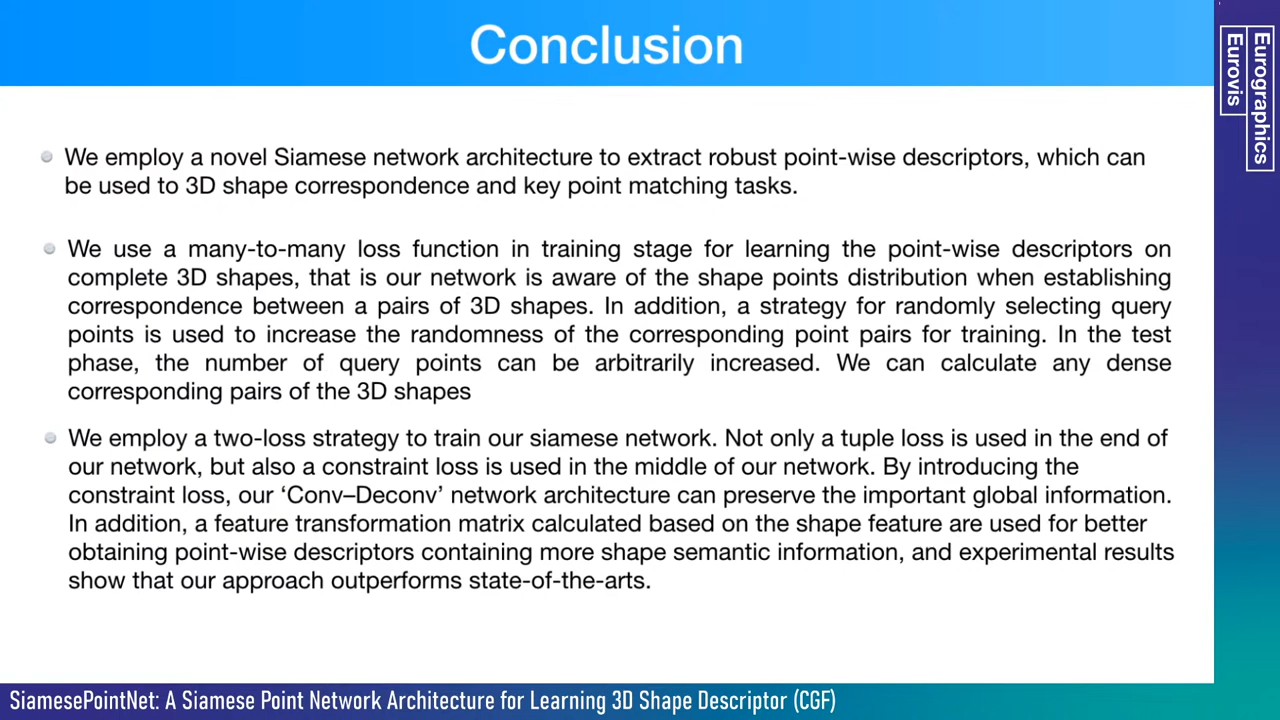 Conclusion
We employ a novel Siamese network architecture to extract robust point-wise descriptors, which can
be used to 3D shape correspondence and key point matching tasks.
We use a many-to-many loss function in training stage for learning the point-wise descriptors on
complete 3D shapes, that is our network is aware of the shape points distribution when establishing
correspondence between a pairs of 3D shapes. In addition, a strategy for randomly selecting query
points is used to increase the randomness of the corresponding point pairs for training. In the test
phase, the number of query points can be arbitrarily increased. We can calculate any dense
corresponding pairs of the 3D shapes
We employ a two-loss strategy to train our siamese network. Not only a tuple loss is used in the end of
our network, but also a constraint loss is used in the middle of our network. By introducing the
constraint loss, our ‘Conv–Deconv’ network architecture can preserve the important global information.
In addition, a feature transformation matrix calculated based on the shape feature are used for better
obtaining point-wise descriptors containing more shape semantic information, and experimental results
show that our approach outperforms state-of-the-arts.
Eurographics
Eurovis
SiamesePointNet: A Siamese Point Network Architecture for Learning 3D Shape Descriptor (CGF)